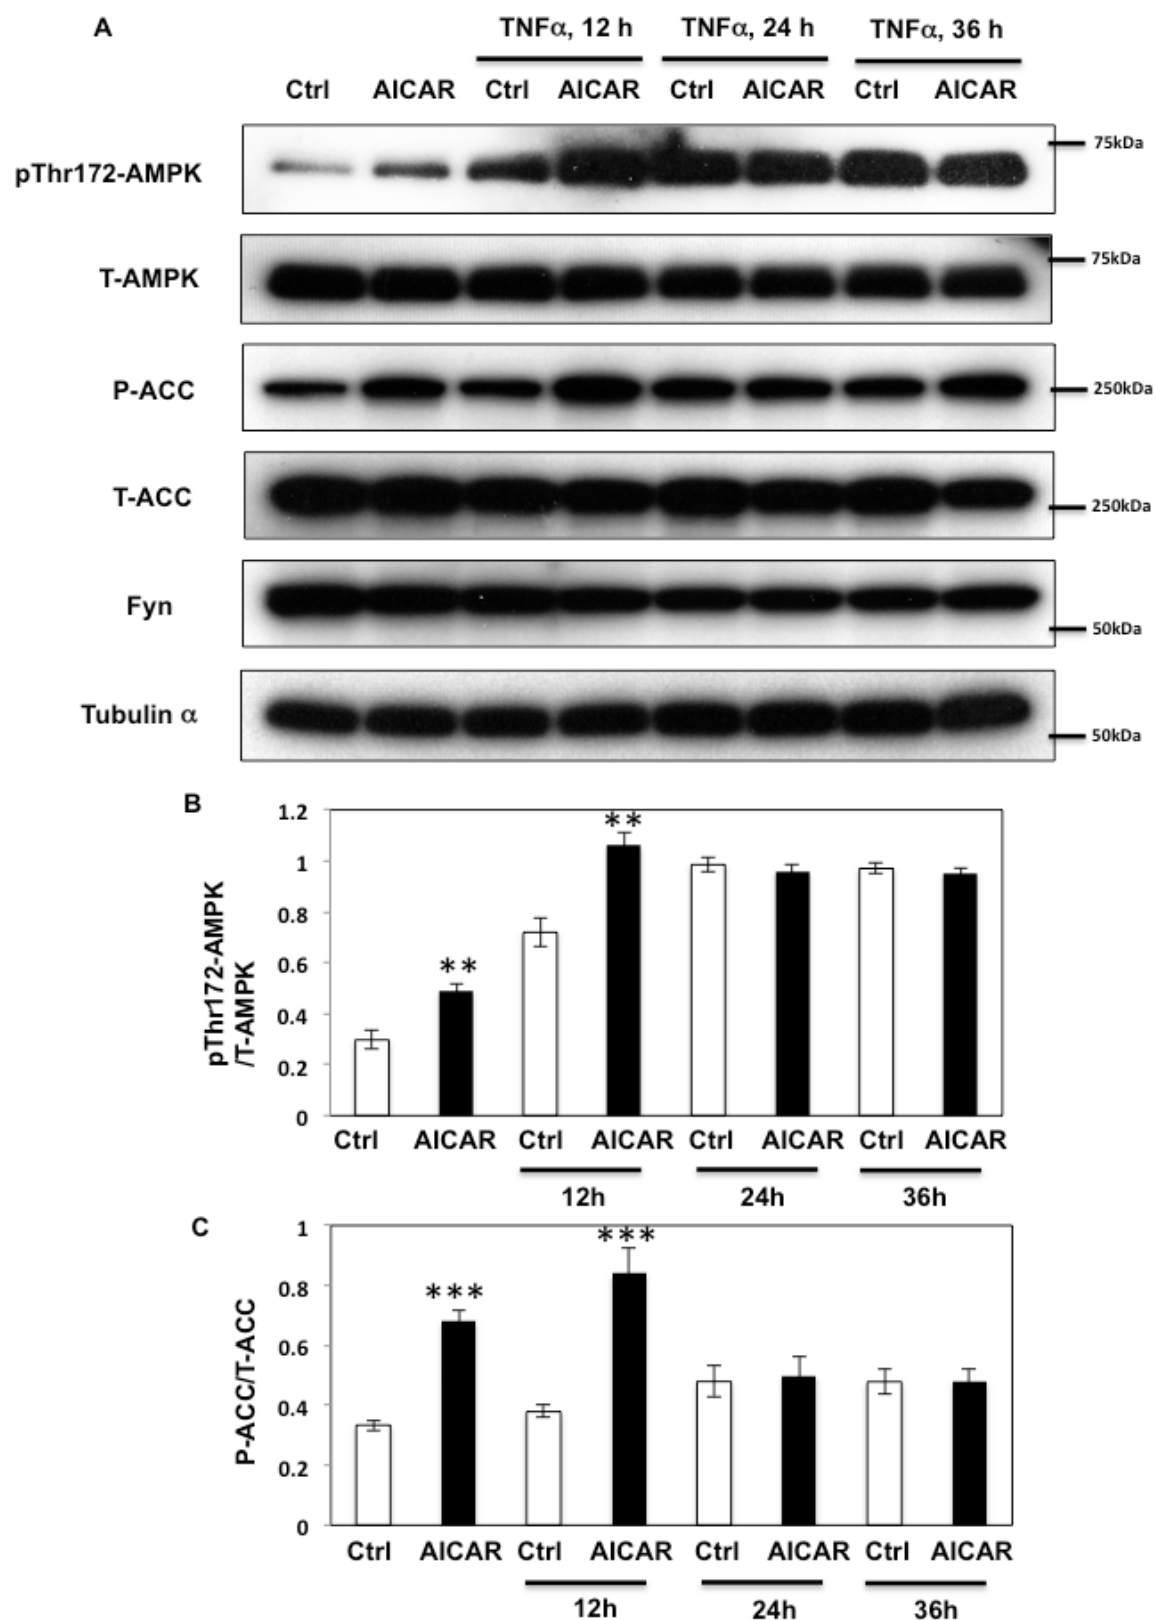 A
TNFα, 12 h TNFα, 24 h TNFα, 36 h
Ctrl AICAR Ctrl AICAR Ctrl AICAR Ctrl AICAR
pThr172-AMPK 75kDa
T-AMPK 75kDa
P-ACC 250kDa
T-ACC 250kDa
Fyn 50kDa
Tubulin α 50kDa
B
pThr172-AMPK
/T-AMPK
1.2
1
0.8
0.6
0.4
0.2
0
**
**
Ctrl AICAR Ctrl AICAR Ctrl AICAR Ctrl AICAR
12h 24h 36h
C
P-ACC/T-ACC
1
0.8
0.6
0.4
0.2
0
***
***
Ctrl AICAR Ctrl AICAR Ctrl AICAR Ctrl AICAR
12h 24h 36h